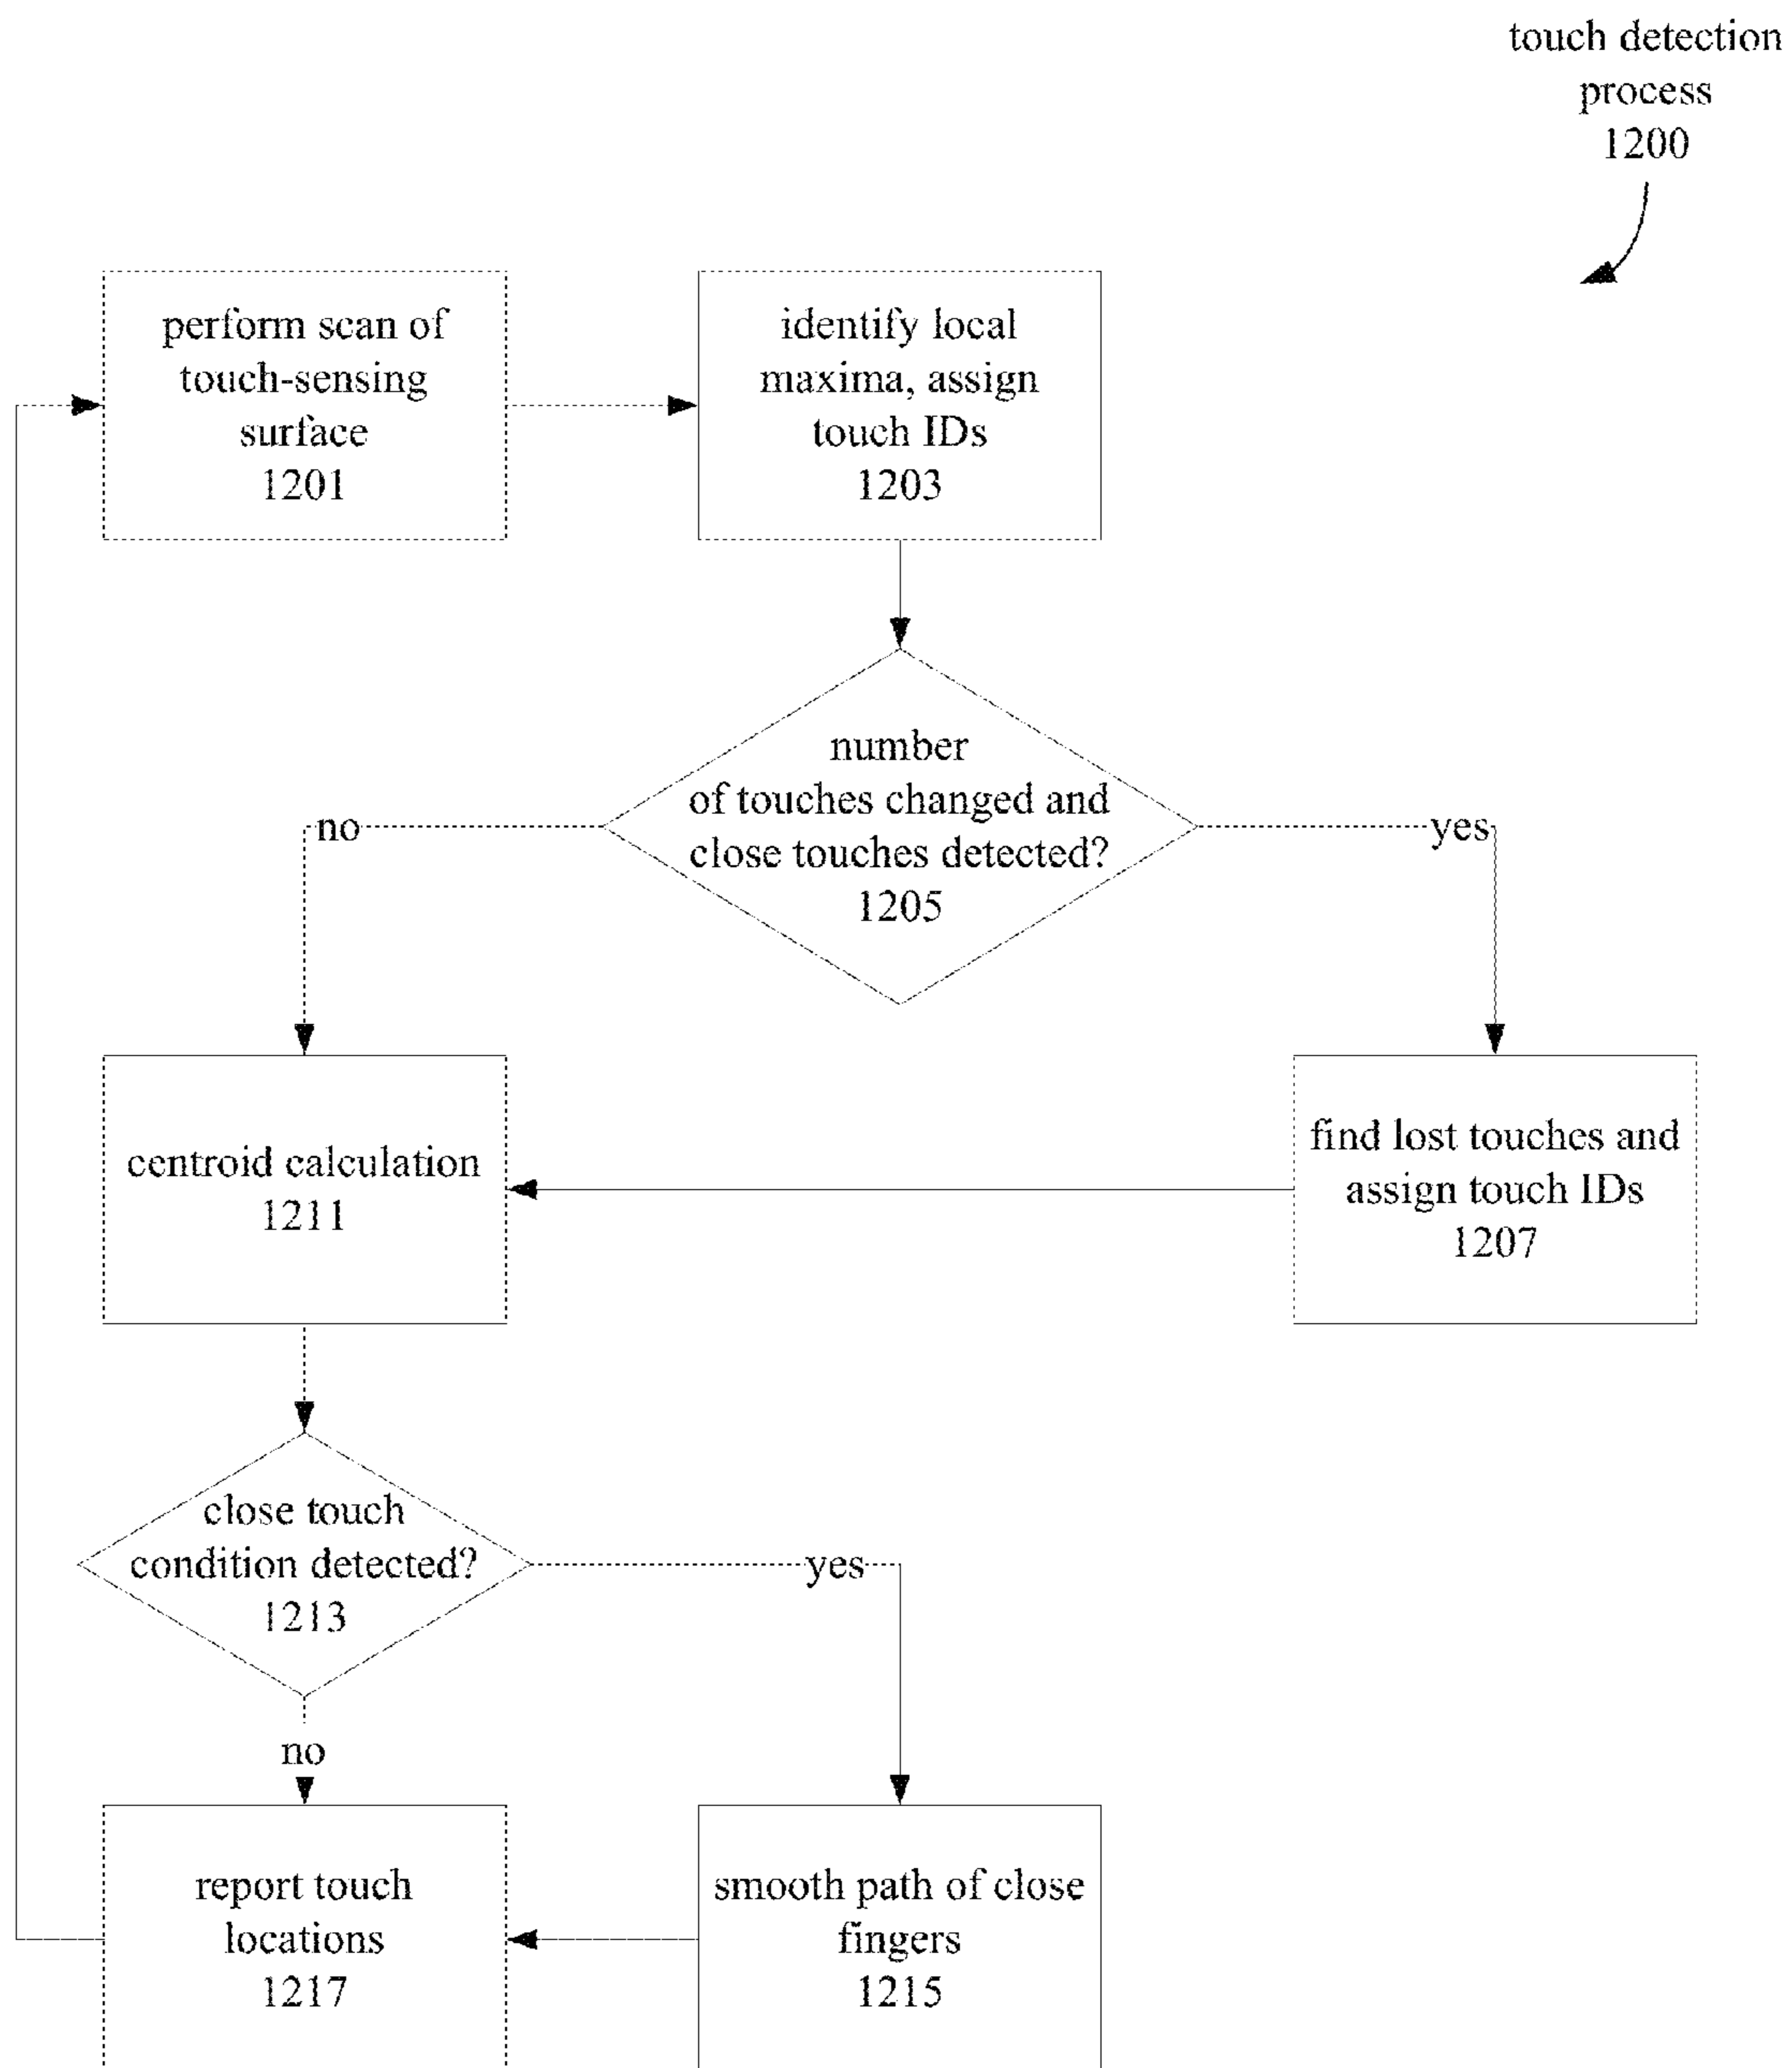 touch detection
process
1200
perform scan of
touch-sensing
surface
1201
identify local
maxima, assign
touch IDs
1203
number
of touches changed and
close touches detected?
1205
no
yes
centroid calculation
1211
find lost touches and
assign touch IDs
1207
close touch
condition detected?
1213
yes
no
report touch
locations
1217
smooth path of close
fingers
1215